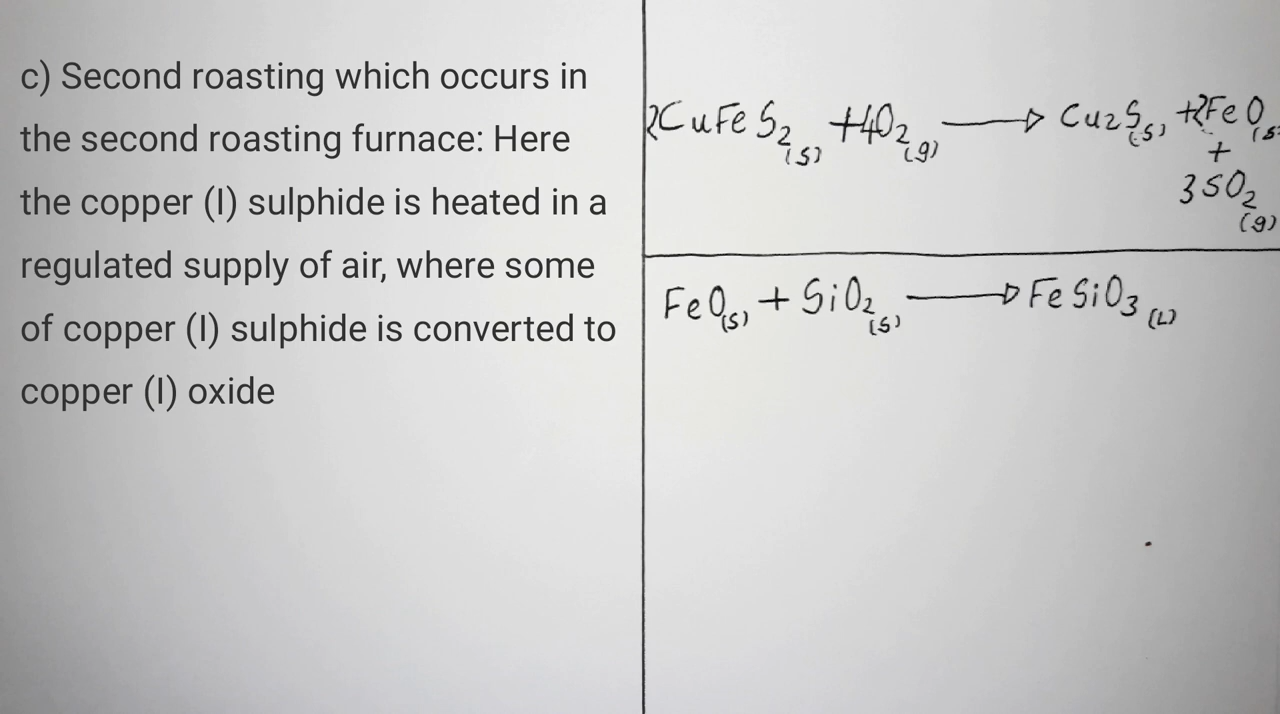 c) Second roasting which occurs in
the second roasting furnace: Here
the copper (I) sulphide is heated in a
regulated supply of air, where some
of copper (I) sulphide is converted to
copper (I) oxide
2CuFeS₂(s) + 4O₂(g) → Cu₂S(s) + 2FeO(s)
+
3SO₂(g)
FeO(s) + SiO₂(s) → FeSiO₃(L)